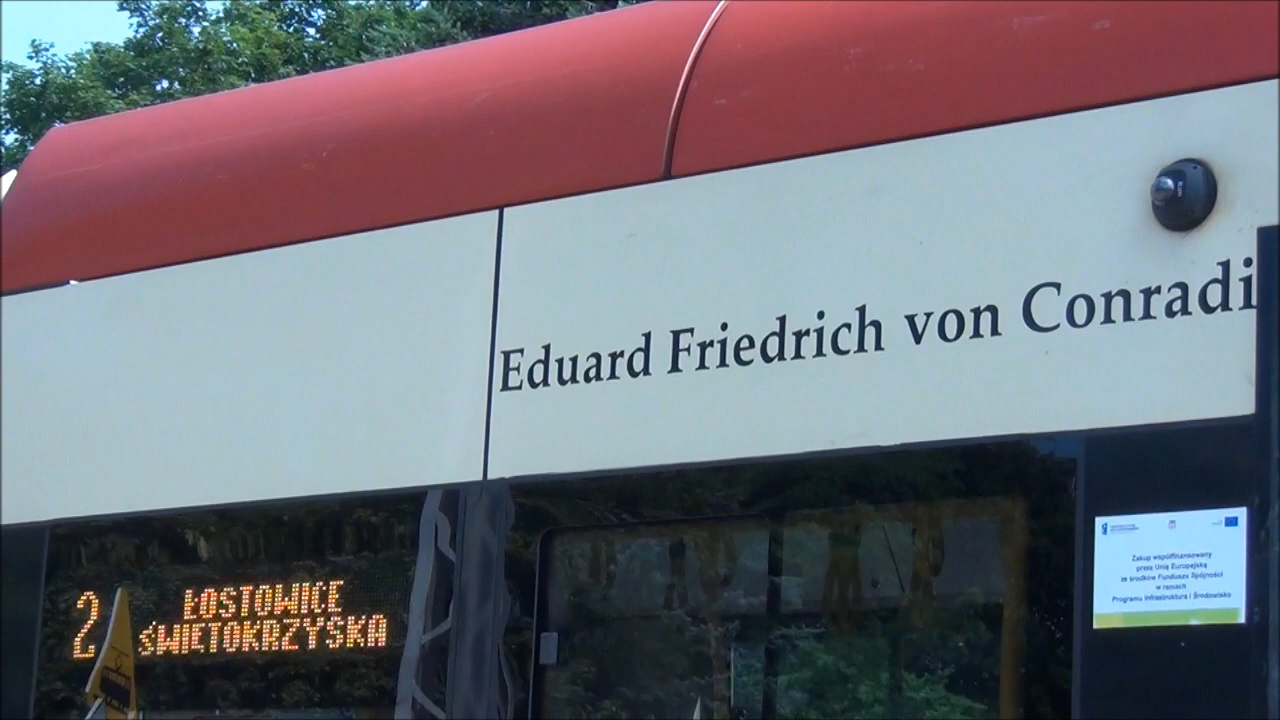 Eduard Friedrich von Conradi
2 ŁOSTOWICE
ŚWIĘTOKRZYSKA
Zakup współfinansowany
przez Unię Europejską
ze środków Funduszu Spójności
w ramach
Programu Infrastruktura i Środowisko